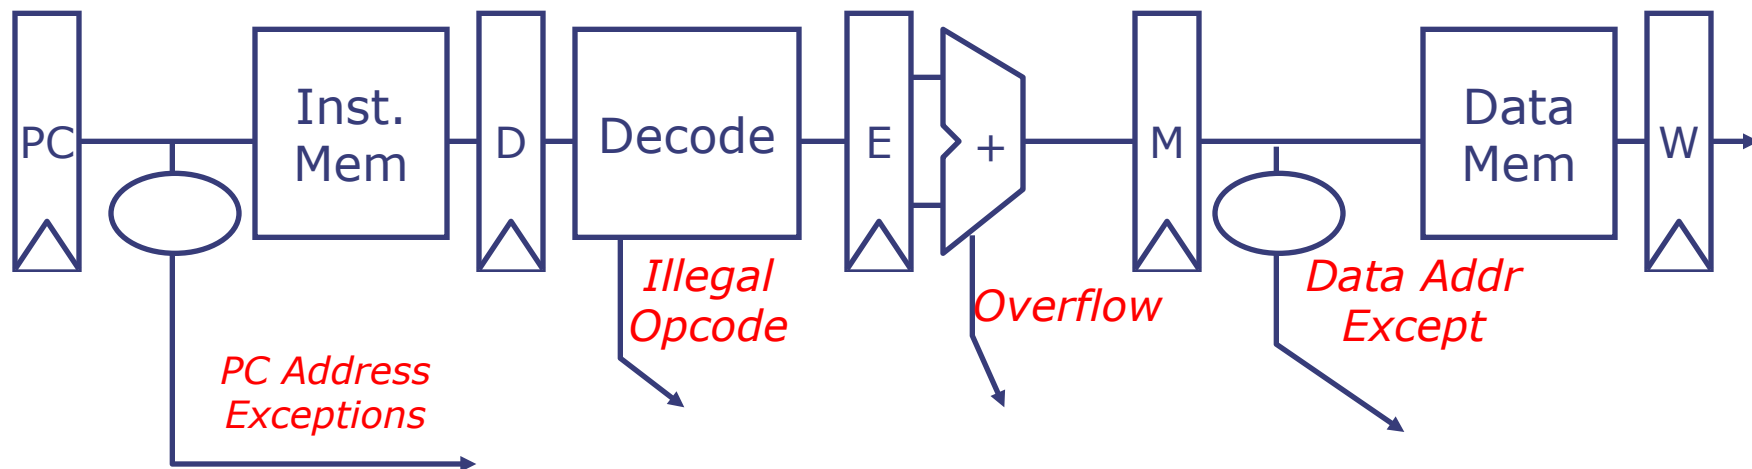 PC
Inst.
Mem
D
Decode
E
+
M
Data
Mem
W
PC Address
Exceptions
Illegal
Opcode
Overflow
Data Addr
Except